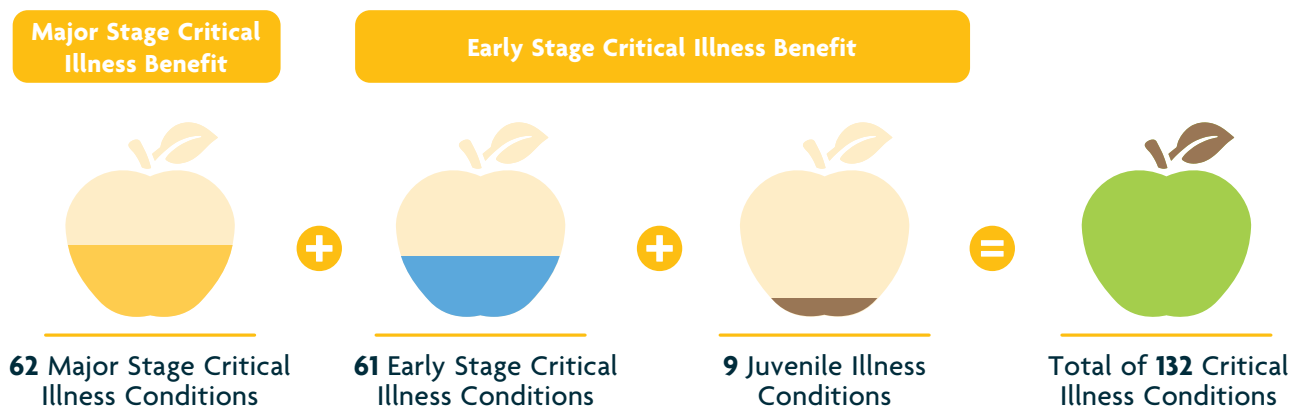 Major Stage Critical
Illness Benefit
Early Stage Critical Illness Benefit
+
+
=
62 Major Stage Critical
Illness Conditions
61 Early Stage Critical
Illness Conditions
9 Juvenile Illness
Conditions
Total of 132 Critical
Illness Conditions